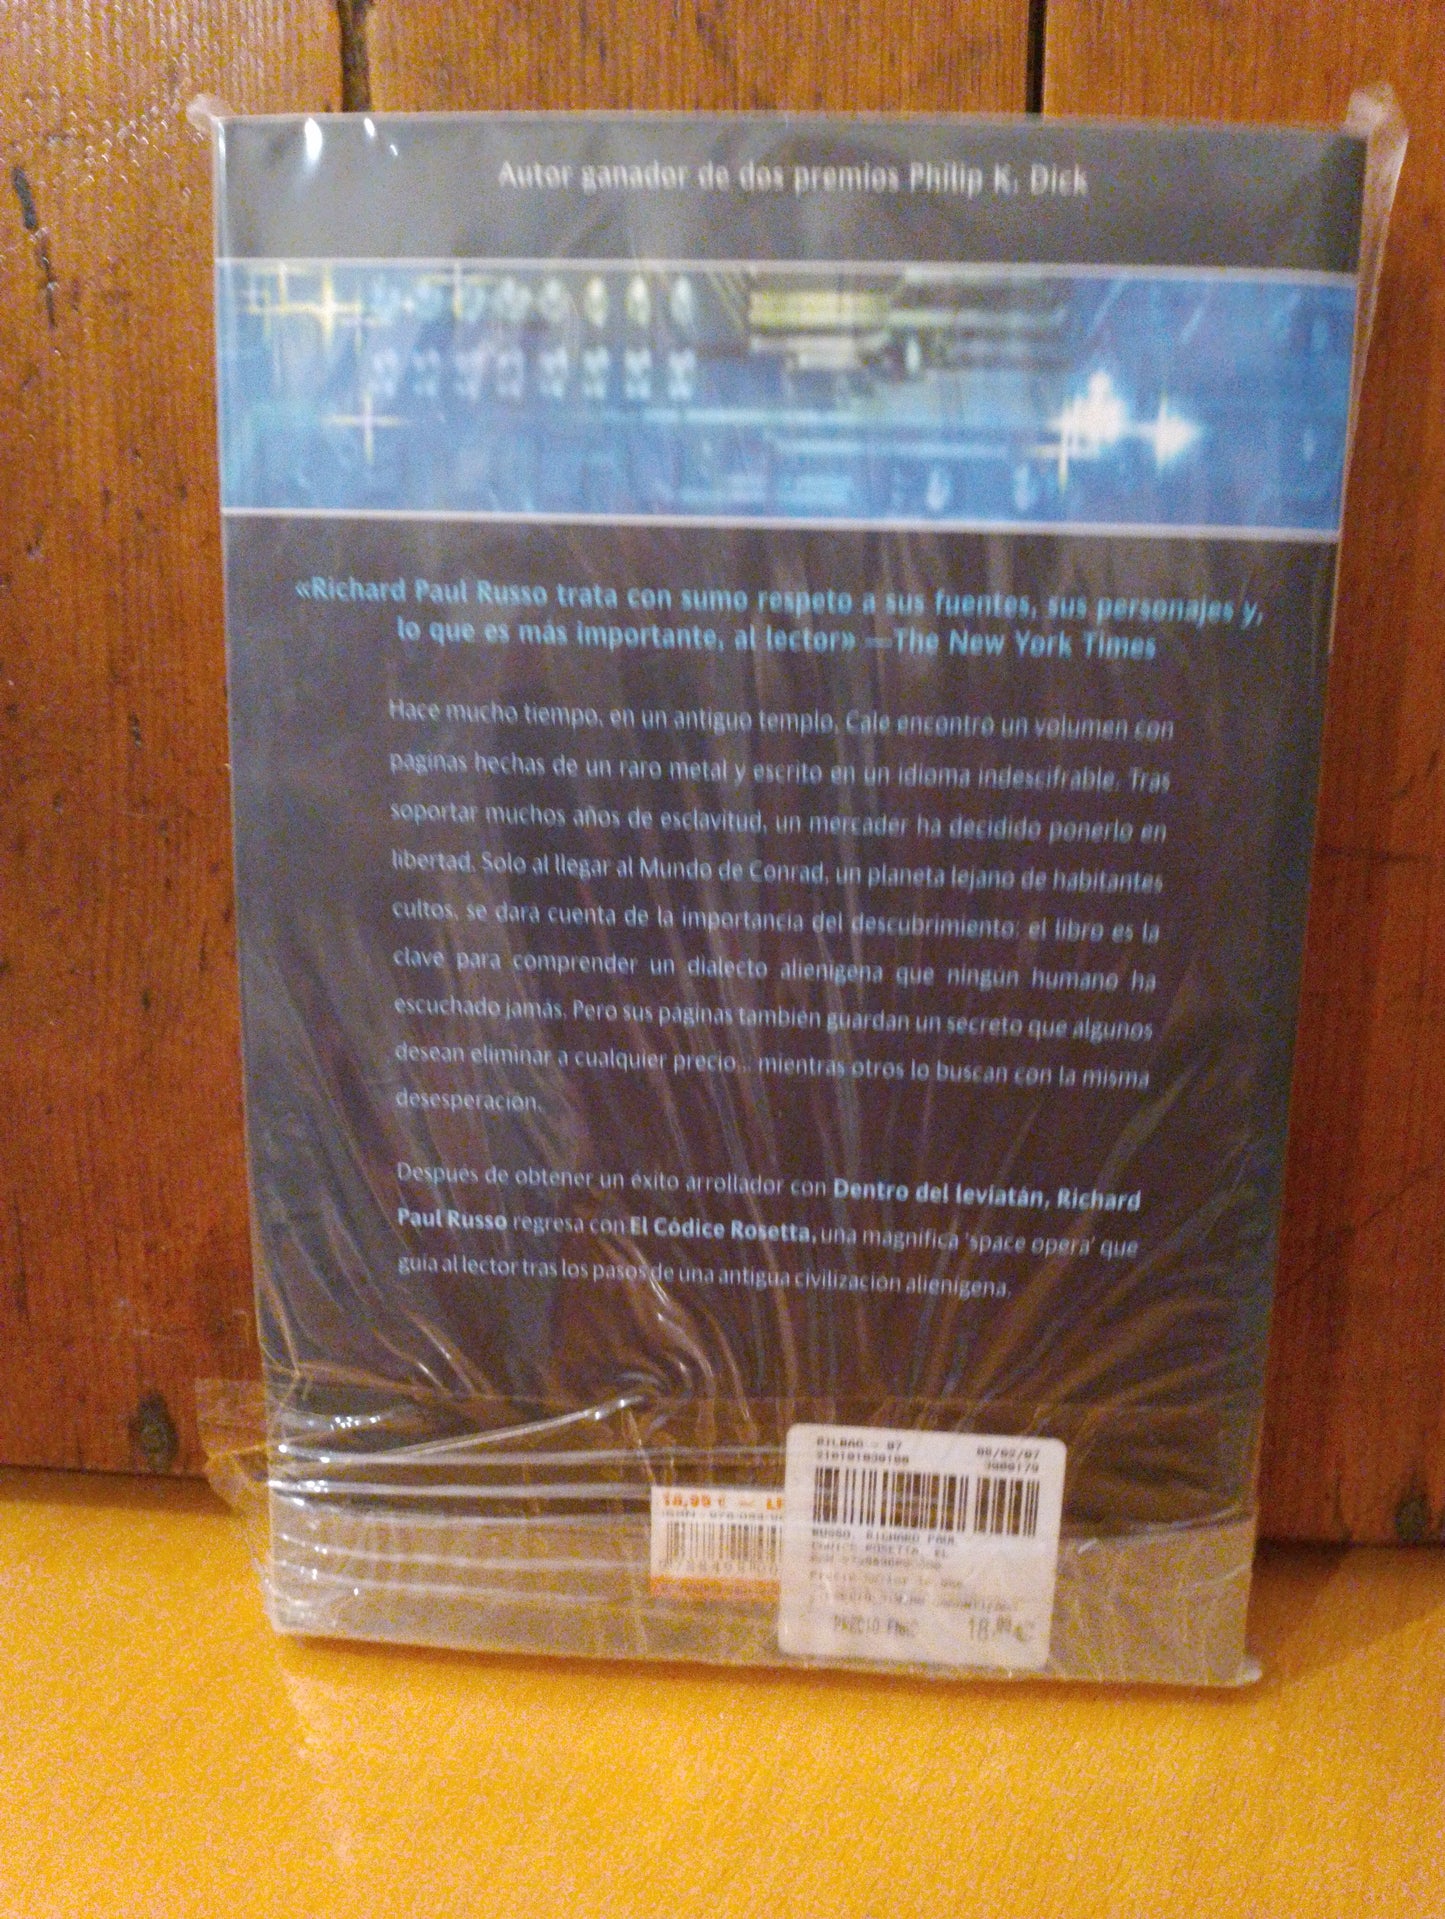 Autor ganador de dos premios Philip K. Dick
«Richard Paul Russo trata con sumo respeto a sus fuentes, sus personajes y,
lo que es más importante, al lector» —The New York Times
Hace mucho tiempo, en un antiguo templo, Cale encontró un volumen con
páginas hechas de un raro metal y escrito en un idioma indescifrable. Tras
soportar muchos años de esclavitud, un mercader ha decidido ponerlo en
libertad. Solo al llegar al Mundo de Conrad, un planeta lejano de habitantes
cultos, se dará cuenta de la importancia del descubrimiento: el libro es la
clave para comprender un dialecto alienígena que ningún humano ha
escuchado jamás. Pero sus páginas también guardan un secreto que algunos
desean eliminar a cualquier precio... mientras otros lo buscan con la misma
desesperación.
Después de obtener un éxito arrollador con Dentro del leviatán, Richard
Paul Russo regresa con El Códice Rosetta, una magnífica 'space opera' que
guía al lector tras los pasos de una antigua civilización alienígena.
18,95 € — LF
BILBAO - 07
RUSSO, RICHARD PAUL
ROSETTA, EL
PRECIO FNAC